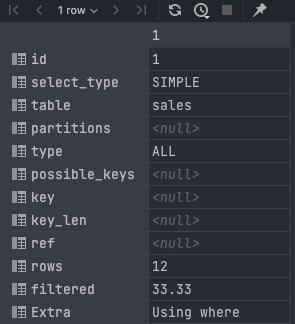 1 row
1
id 1
select_type SIMPLE
table sales
partitions <null>
type ALL
possible_keys <null>
key <null>
key_len <null>
ref <null>
rows 12
filtered 33.33
Extra Using where